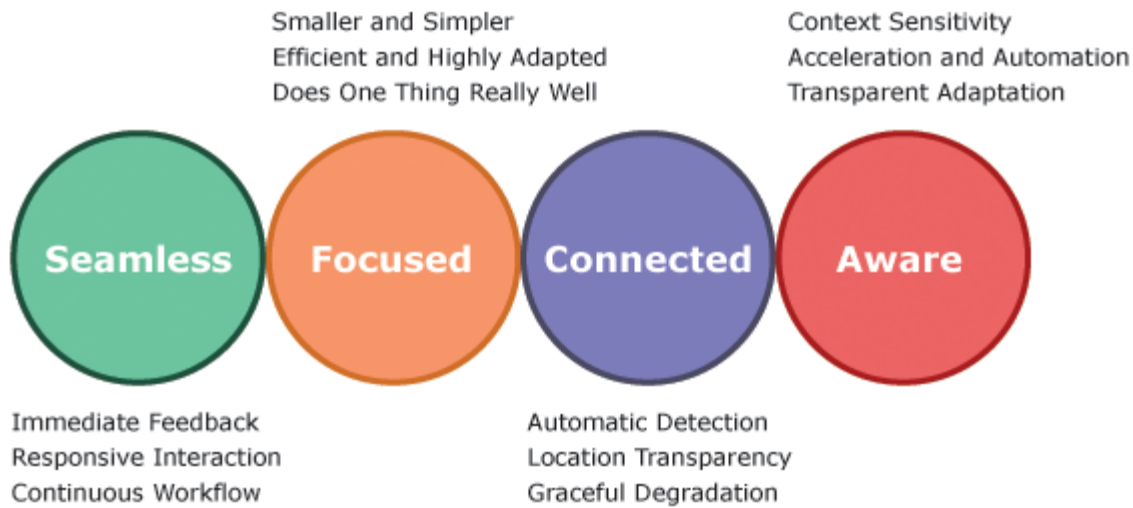 Smaller and Simpler
Efficient and Highly Adapted
Does One Thing Really Well
Context Sensitivity
Acceleration and Automation
Transparent Adaptation
Seamless
Focused
Connected
Aware
Immediate Feedback
Responsive Interaction
Continuous Workflow
Automatic Detection
Location Transparency
Graceful Degradation